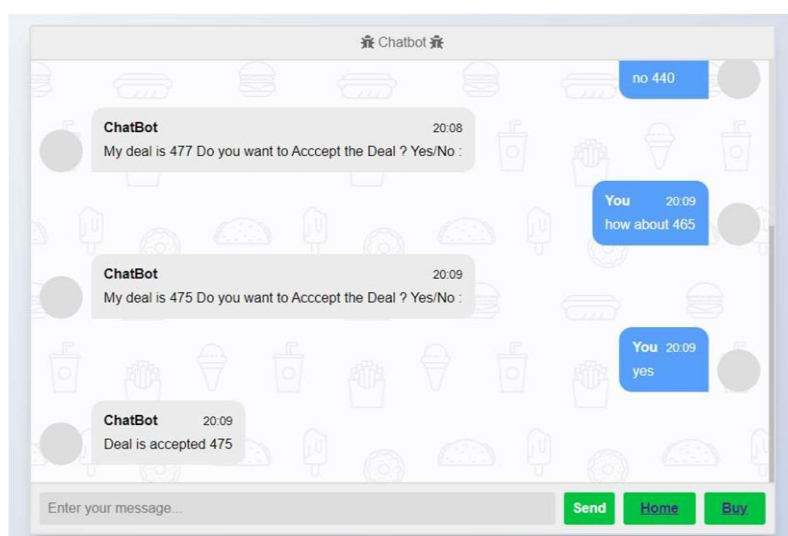 Chatbot
no 440
ChatBot 20:08
My deal is 477 Do you want to Acccept the Deal ? Yes/No :
You 20:09
how about 465
ChatBot 20:09
My deal is 475 Do you want to Acccept the Deal ? Yes/No :
You 20:09
yes
ChatBot 20:09
Deal is accepted 475
Enter your message... Send Home Buy